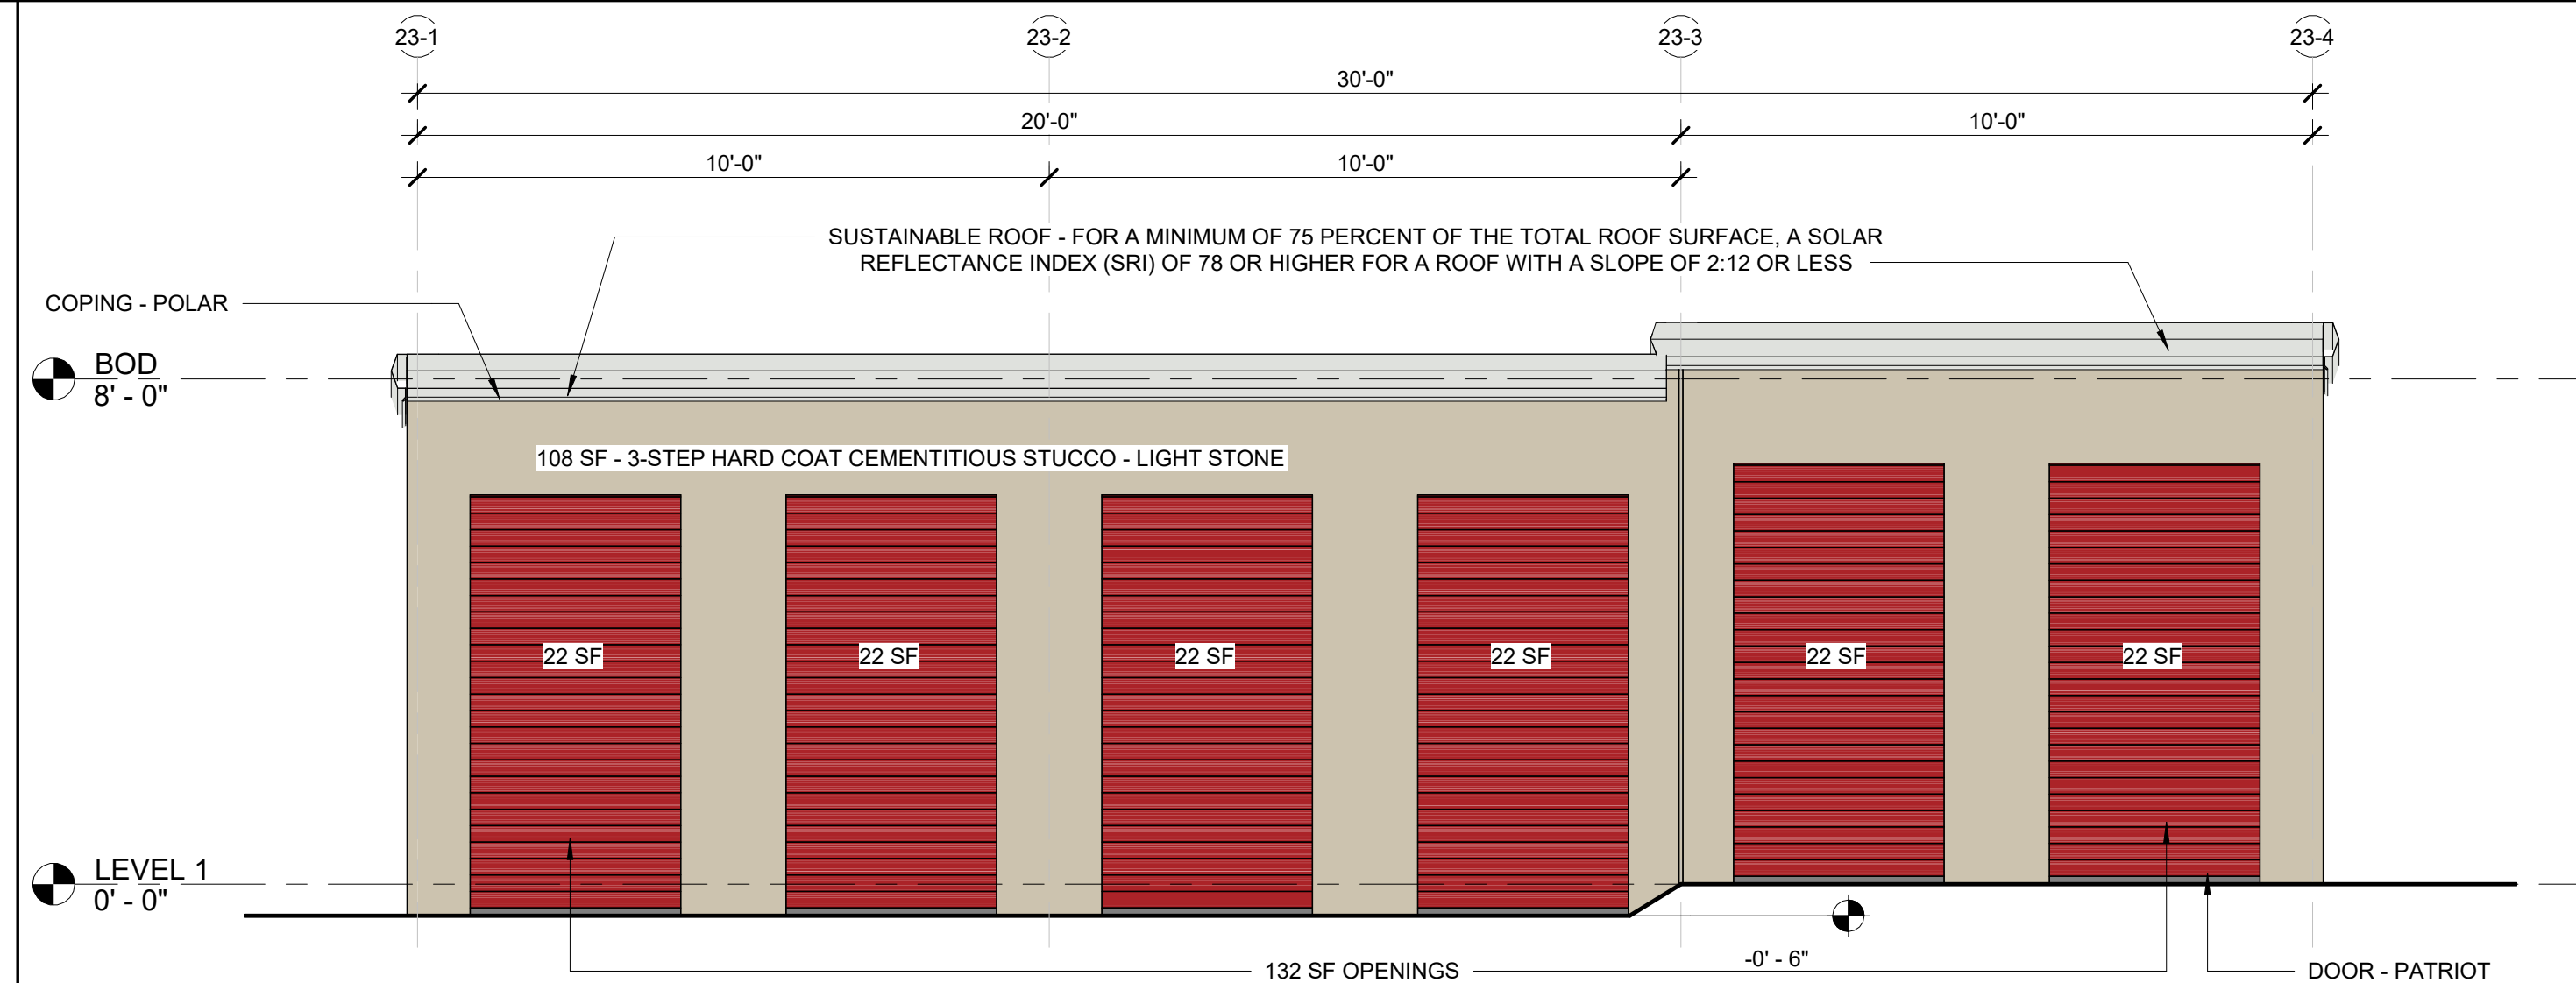 23-1
23-2
23-3
23-4
30'-0"
20'-0"
10'-0"
10'-0"
10'-0"
SUSTAINABLE ROOF - FOR A MINIMUM OF 75 PERCENT OF THE TOTAL ROOF SURFACE, A SOLAR
REFLECTANCE INDEX (SRI) OF 78 OR HIGHER FOR A ROOF WITH A SLOPE OF 2:12 OR LESS
COPING - POLAR
BOD
8' - 0"
108 SF - 3-STEP HARD COAT CEMENTITIOUS STUCCO - LIGHT STONE
22 SF
22 SF
22 SF
22 SF
22 SF
22 SF
LEVEL 1
0' - 0"
-0' - 6"
132 SF OPENINGS
DOOR - PATRIOT